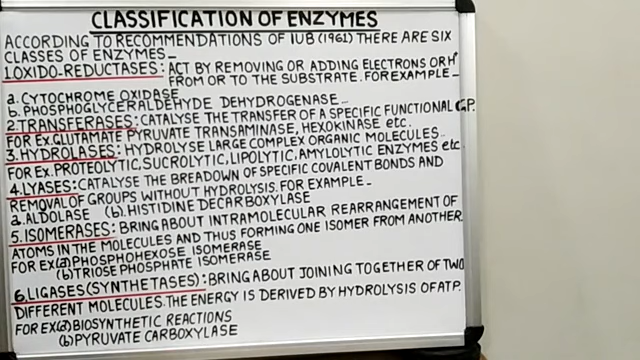 CLASSIFICATION OF ENZYMES
ACCORDING TO RECOMMENDATIONS OF IUB (1961) THERE ARE SIX
CLASSES OF ENZYMES_
1.OXIDO-REDUCTASES: ACT BY REMOVING OR ADDING ELECTRONS OR H+
FROM OR TO THE SUBSTRATE. FOR EXAMPLE_
a. CYTOCHROME OXIDASE
b. PHOSPHOGLYCERALDEHYDE DEHYDROGENASE_
2.TRANSFERASES: CATALYSE THE TRANSFER OF A SPECIFIC FUNCTIONAL GP.
FOR EX.GLUTAMATE PYRUVATE TRANSAMINASE, HEXOKINASE etc.
3. HYDROLASES: HYDROLYSE LARGE COMPLEX ORGANIC MOLECULES.
FOR EX. PROTEOLYTIC, SUCROLYTIC, LIPOLYTIC, AMYLOLYTIC ENZYMES etc
4. LYASES: CATALYSE THE BREADOWN OF SPECIFIC COVALENT BONDS AND
REMOVAL OF GROUPS WITHOUT HYDROLYSIS. FOR EXAMPLE_
a. ALDOLASE (b). HISTIDINE DECARBOXYLASE
5. ISOMERASES: BRING ABOUT INTRAMOLECULAR REARRANGEMENT OF
ATOMS IN THE MOLECULES AND THUS FORMING ONE ISOMER FROM ANOTHER.
FOR EX(a) PHOSPHOHEXOSE ISOMERASE
(b) TRIOSE PHOSPHATE ISOMERASE
6.LIGASES (SYNTHETASES): BRING ABOUT JOINING TOGETHER OF TWO
DIFFERENT MOLECULES. THE ENERGY IS DERIVED BY HYDROLYSIS OF ATP.
FOR EX(a) BIOSYNTHETIC REACTIONS
(b) PYRUVATE CARBOXYLASE